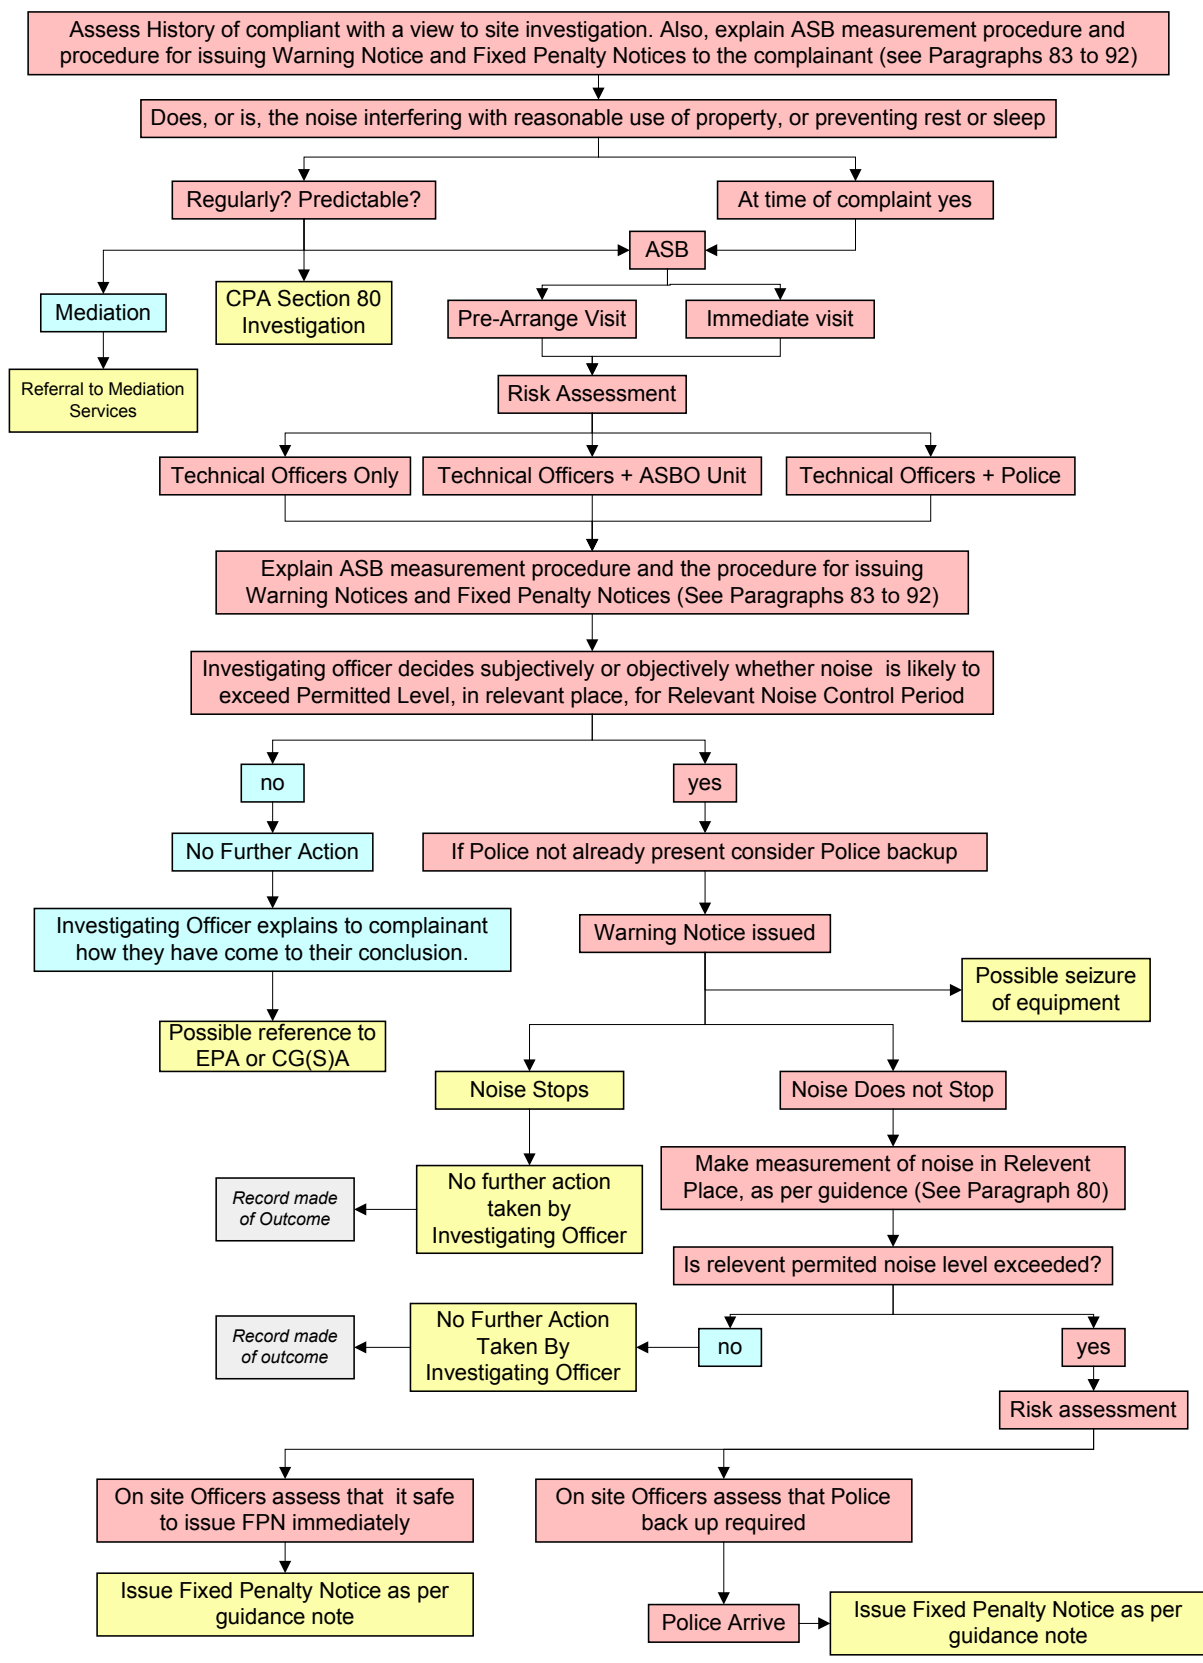 Assess History of compliant with a view to site investigation. Also, explain ASB measurement procedure and
procedure for issuing Warning Notice and Fixed Penalty Notices to the complainant (see Paragraphs 83 to 92)
Does, or is, the noise interfering with reasonable use of property, or preventing rest or sleep
Regularly? Predictable?
At time of complaint yes
ASB
Mediation
CPA Section 80
Investigation
Pre-Arrange Visit
Immediate visit
Referral to Mediation
Services
Risk Assessment
Technical Officers Only
Technical Officers + ASBO Unit
Technical Officers + Police
Explain ASB measurement procedure and the procedure for issuing
Warning Notices and Fixed Penalty Notices (See Paragraphs 83 to 92)
Investigating officer decides subjectively or objectively whether noise  is likely to
exceed Permitted Level, in relevant place, for Relevant Noise Control Period
no
yes
No Further Action
If Police not already present consider Police backup
Investigating Officer explains to complainant
how they have come to their conclusion.
Warning Notice issued
Possible seizure
of equipment
Possible reference to
EPA or CG(S)A
Noise Stops
Noise Does not Stop
Make measurement of noise in Relevent
Place, as per guidence (See Paragraph 80)
No further action
taken by
Investigating Officer
Record made
of Outcome
Is relevent permited noise level exceeded?
No Further Action
Taken By
Investigating Officer
Record made
of outcome
no
yes
Risk assessment
On site Officers assess that  it safe
to issue FPN immediately
On site Officers assess that Police
back up required
Issue Fixed Penalty Notice as per
guidance note
Police Arrive
Issue Fixed Penalty Notice as per
guidance note